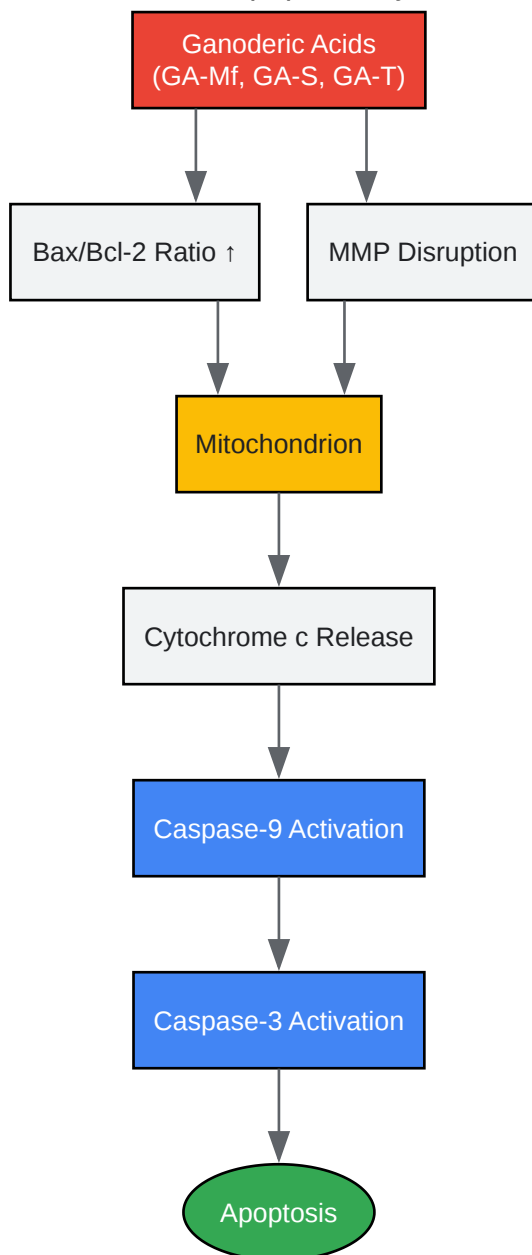 Ganoderic Acids
(GA-Mf, GA-S, GA-T)
Bax/Bcl-2 Ratio ↑
MMP Disruption
Mitochondrion
Cytochrome c Release
Caspase-9 Activation
Caspase-3 Activation
Apoptosis